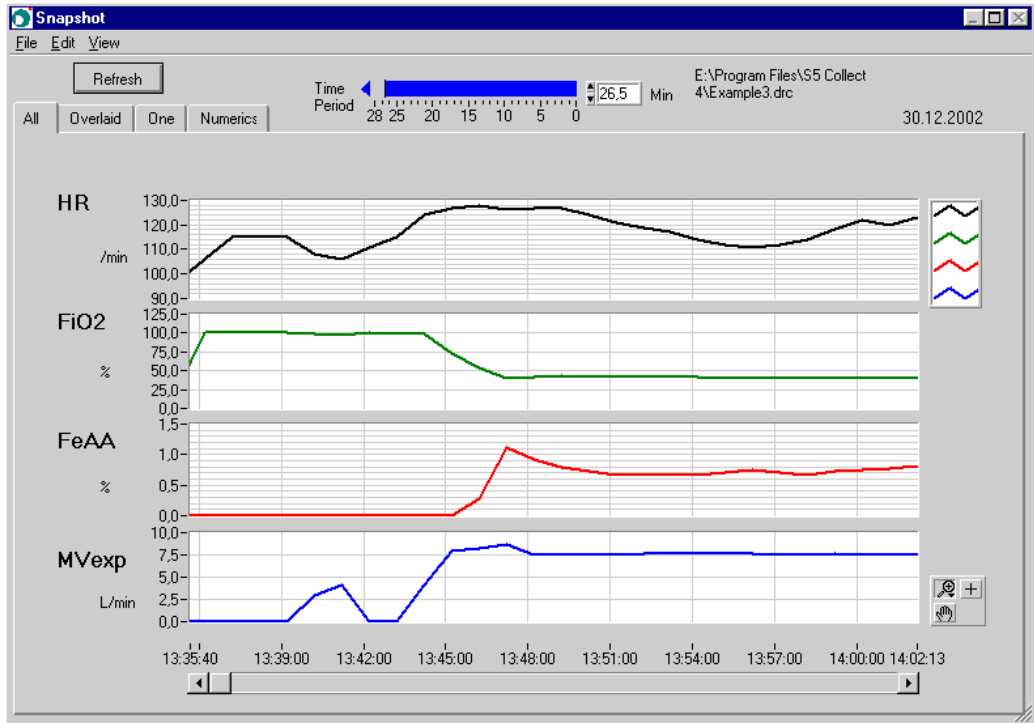 Snapshot
File Edit View
Refresh
Time Period
28 25 20 15 10 5 0
26,5 Min
E:\Program Files\S5 Collect
4\Example3.drc
All Overlaid One Numerics
30.12.2002
HR
/min
130,0
120,0
110,0
100,0
90,0
FiO2
%
125,0
100,0
75,0
50,0
25,0
0,0
FeAA
%
1,5
1,0
0,5
0,0
MVexp
L/min
10,0
7,5
5,0
2,5
0,0
13:35:40 13:39:00 13:42:00 13:45:00 13:48:00 13:51:00 13:54:00 13:57:00 14:00:00 14:02:13